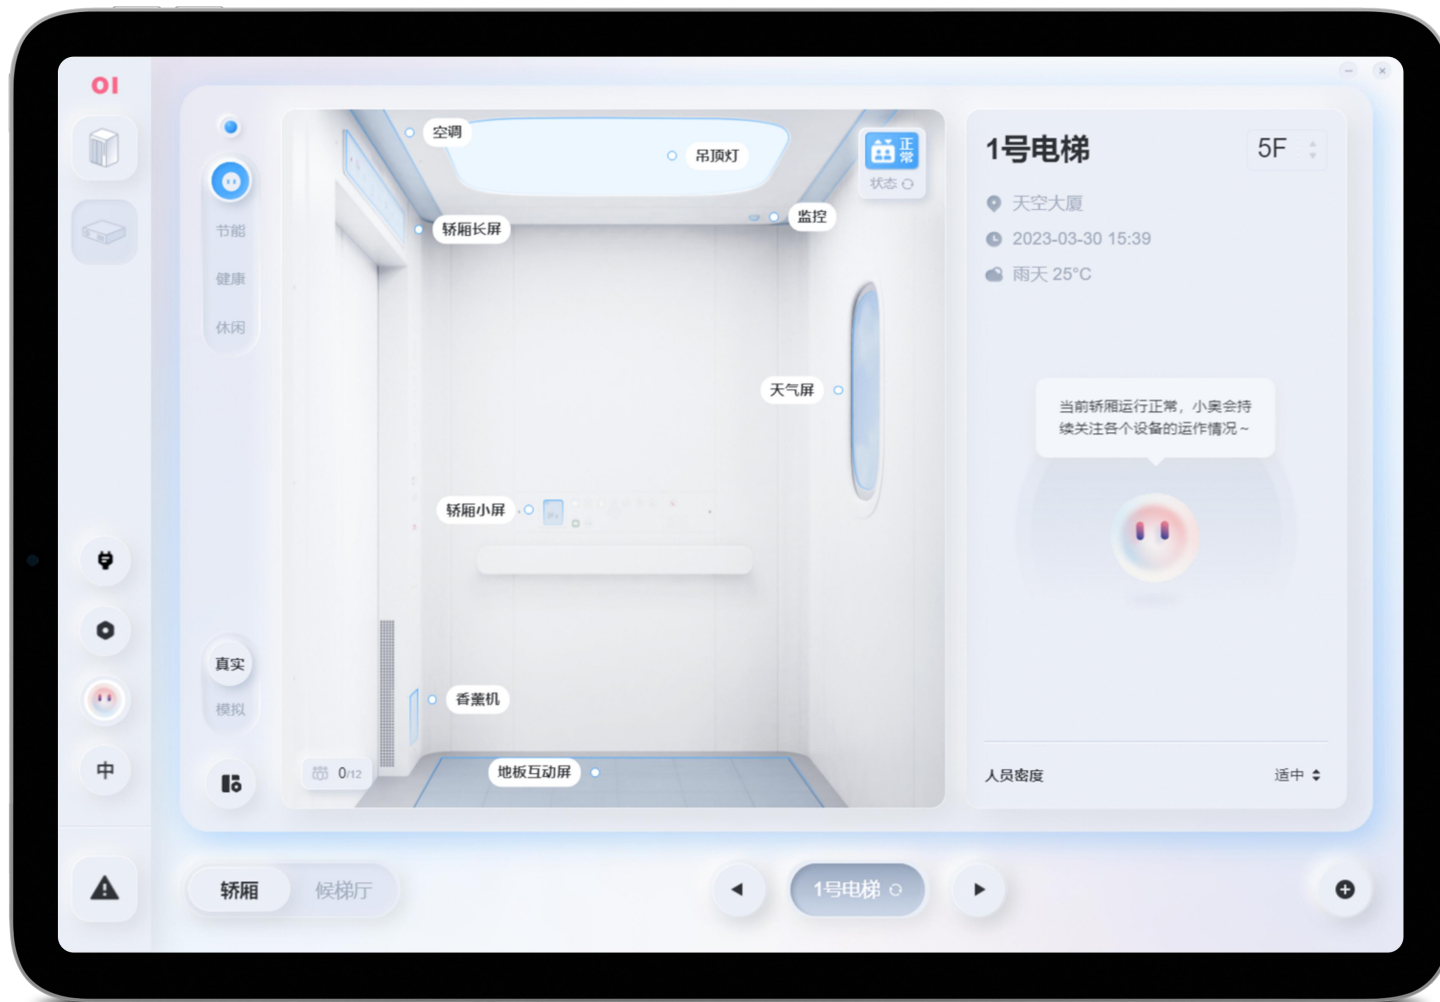 OI
节能
健康
休闲
真实
模拟
中
空调
吊顶灯
正常
状态
轿厢长屏
监控
天气屏
轿厢小屏
香薰机
地板互动屏
0/12
1号电梯
5F
天空大厦
2023-03-30 15:39
雨天 25°C
当前轿厢运行正常，小奥会持
续关注各个设备的运作情况～
人员密度
适中
轿厢
候梯厅
1号电梯